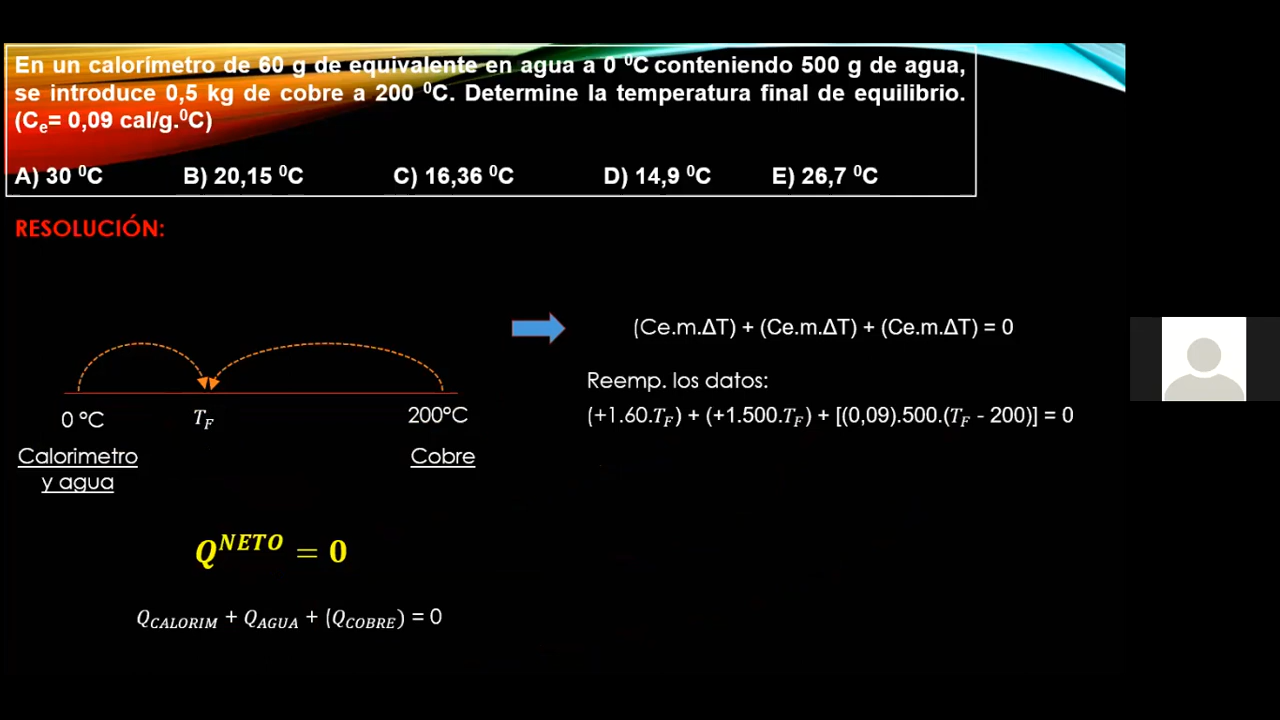 En un calorímetro de 60 g de equivalente en agua a 0 ⁰C conteniendo 500 g de agua,
se introduce 0,5 kg de cobre a 200 ⁰C. Determine la temperatura final de equilibrio.
(Cₑ= 0,09 cal/g.⁰C)
A) 30 ⁰C B) 20,15 ⁰C C) 16,36 ⁰C D) 14,9 ⁰C E) 26,7 ⁰C
RESOLUCIÓN:
(Ce.m.ΔT) + (Ce.m.ΔT) + (Ce.m.ΔT) = 0
Reemp. los datos:
(+1.60.T_F) + (+1.500.T_F) + [(0,09).500.(T_F - 200)] = 0
0 ºC T_F 200ºC
Calorimetro
y agua
Cobre
Q^NETO = 0
Q_CALORIM + Q_AGUA + (Q_COBRE) = 0